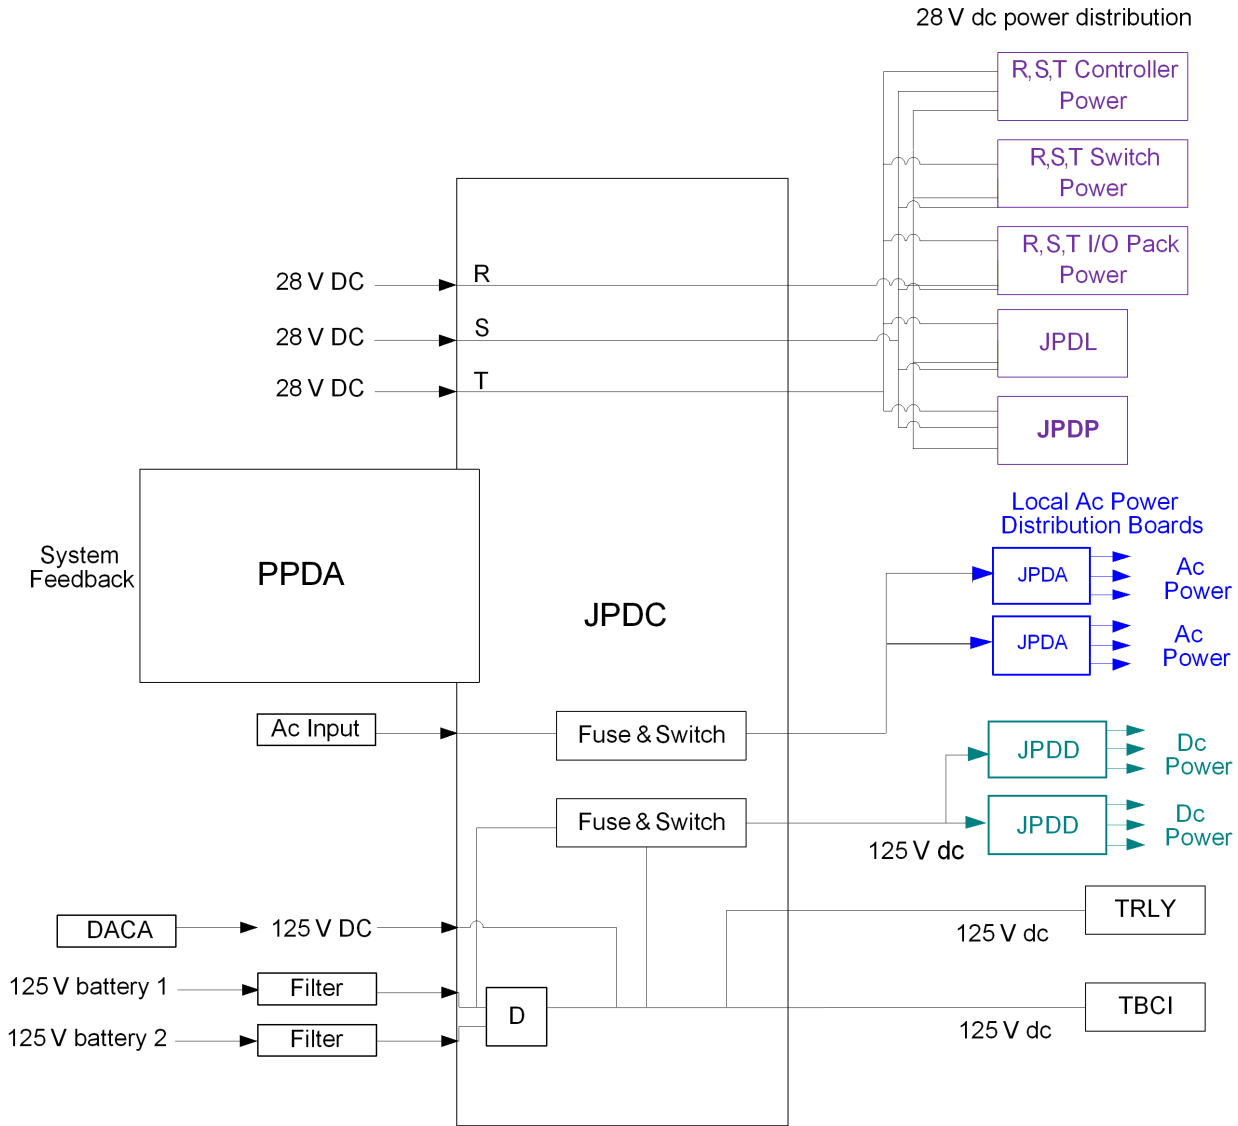 28 V dc power distribution
R,S,T Controller
Power
R,S,T Switch
Power
R,S,T I/O Pack
Power
JPDL
JPDP
28 V DC
R
28 V DC
S
28 V DC
T
System
Feedback
PPDA
JPDC
Local Ac Power
Distribution Boards
JPDA
Ac
Power
JPDA
Ac
Power
Ac Input
Fuse & Switch
JPDD
Dc
Power
Fuse & Switch
JPDD
Dc
Power
125 V dc
DACA
125 V DC
TRLY
125 V dc
125 V battery 1
Filter
D
TBCI
125 V dc
125 V battery 2
Filter